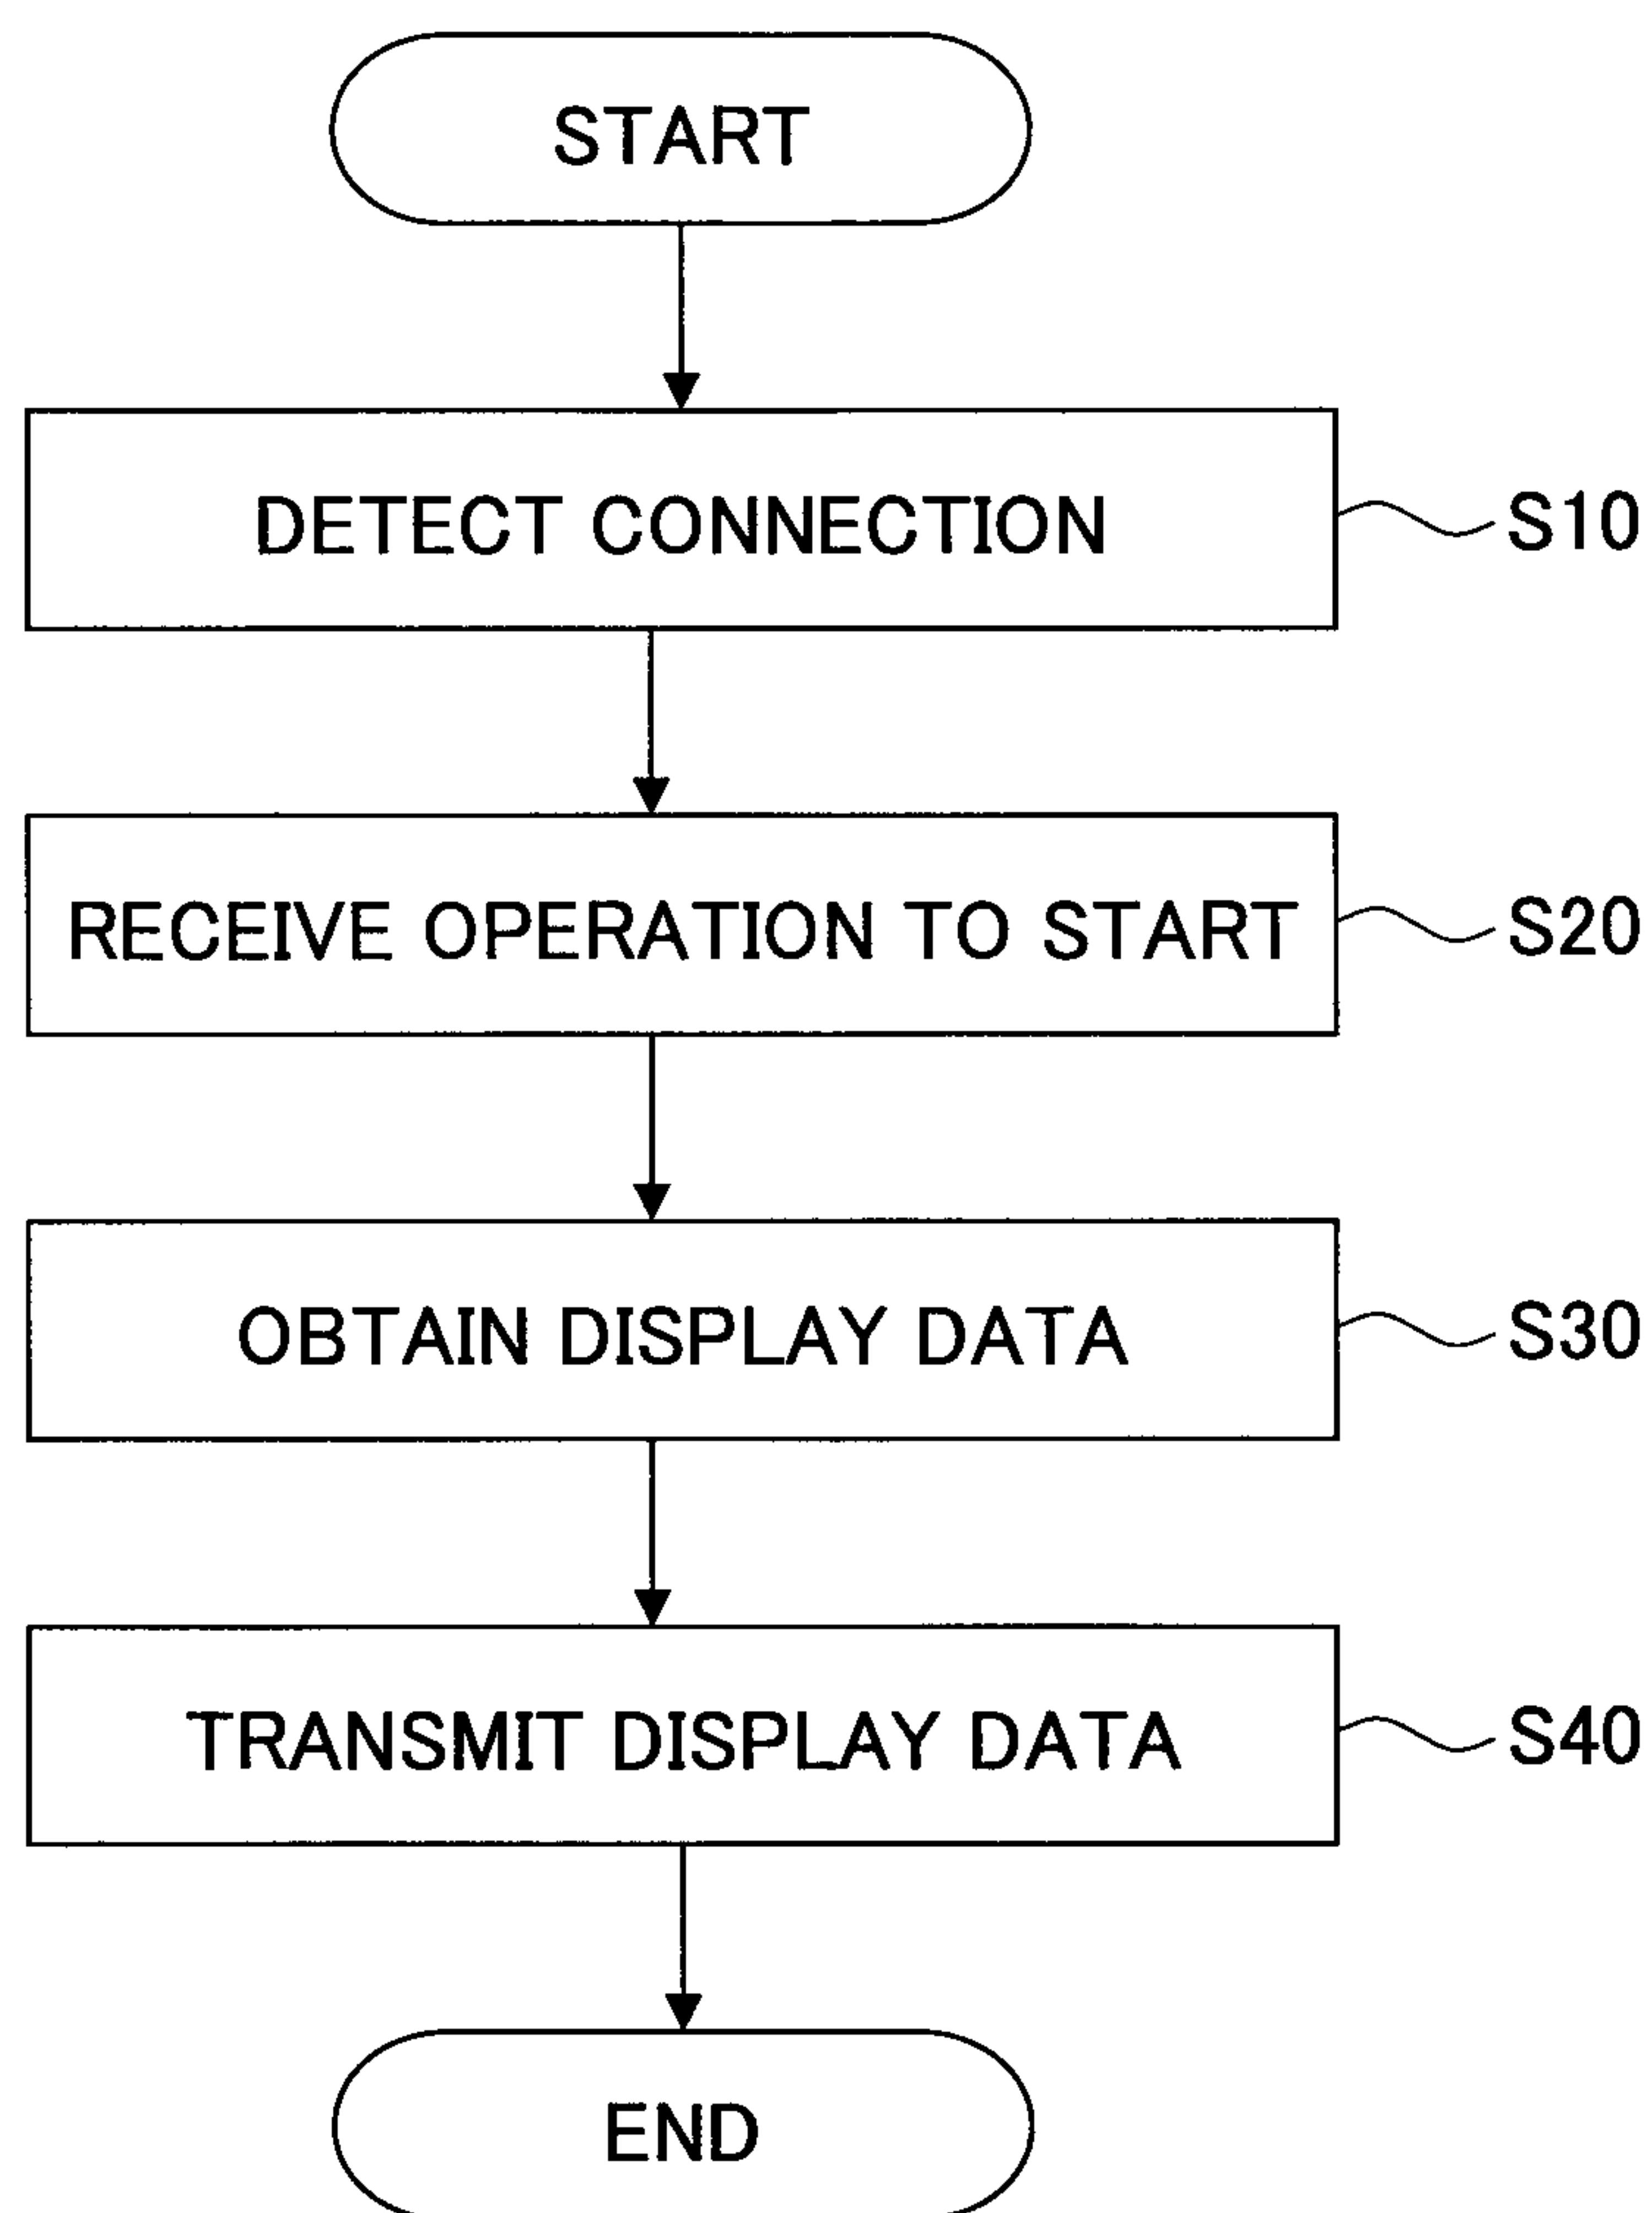 START
DETECT CONNECTION
S10
RECEIVE OPERATION TO START
S20
OBTAIN DISPLAY DATA
S30
TRANSMIT DISPLAY DATA
S40
END